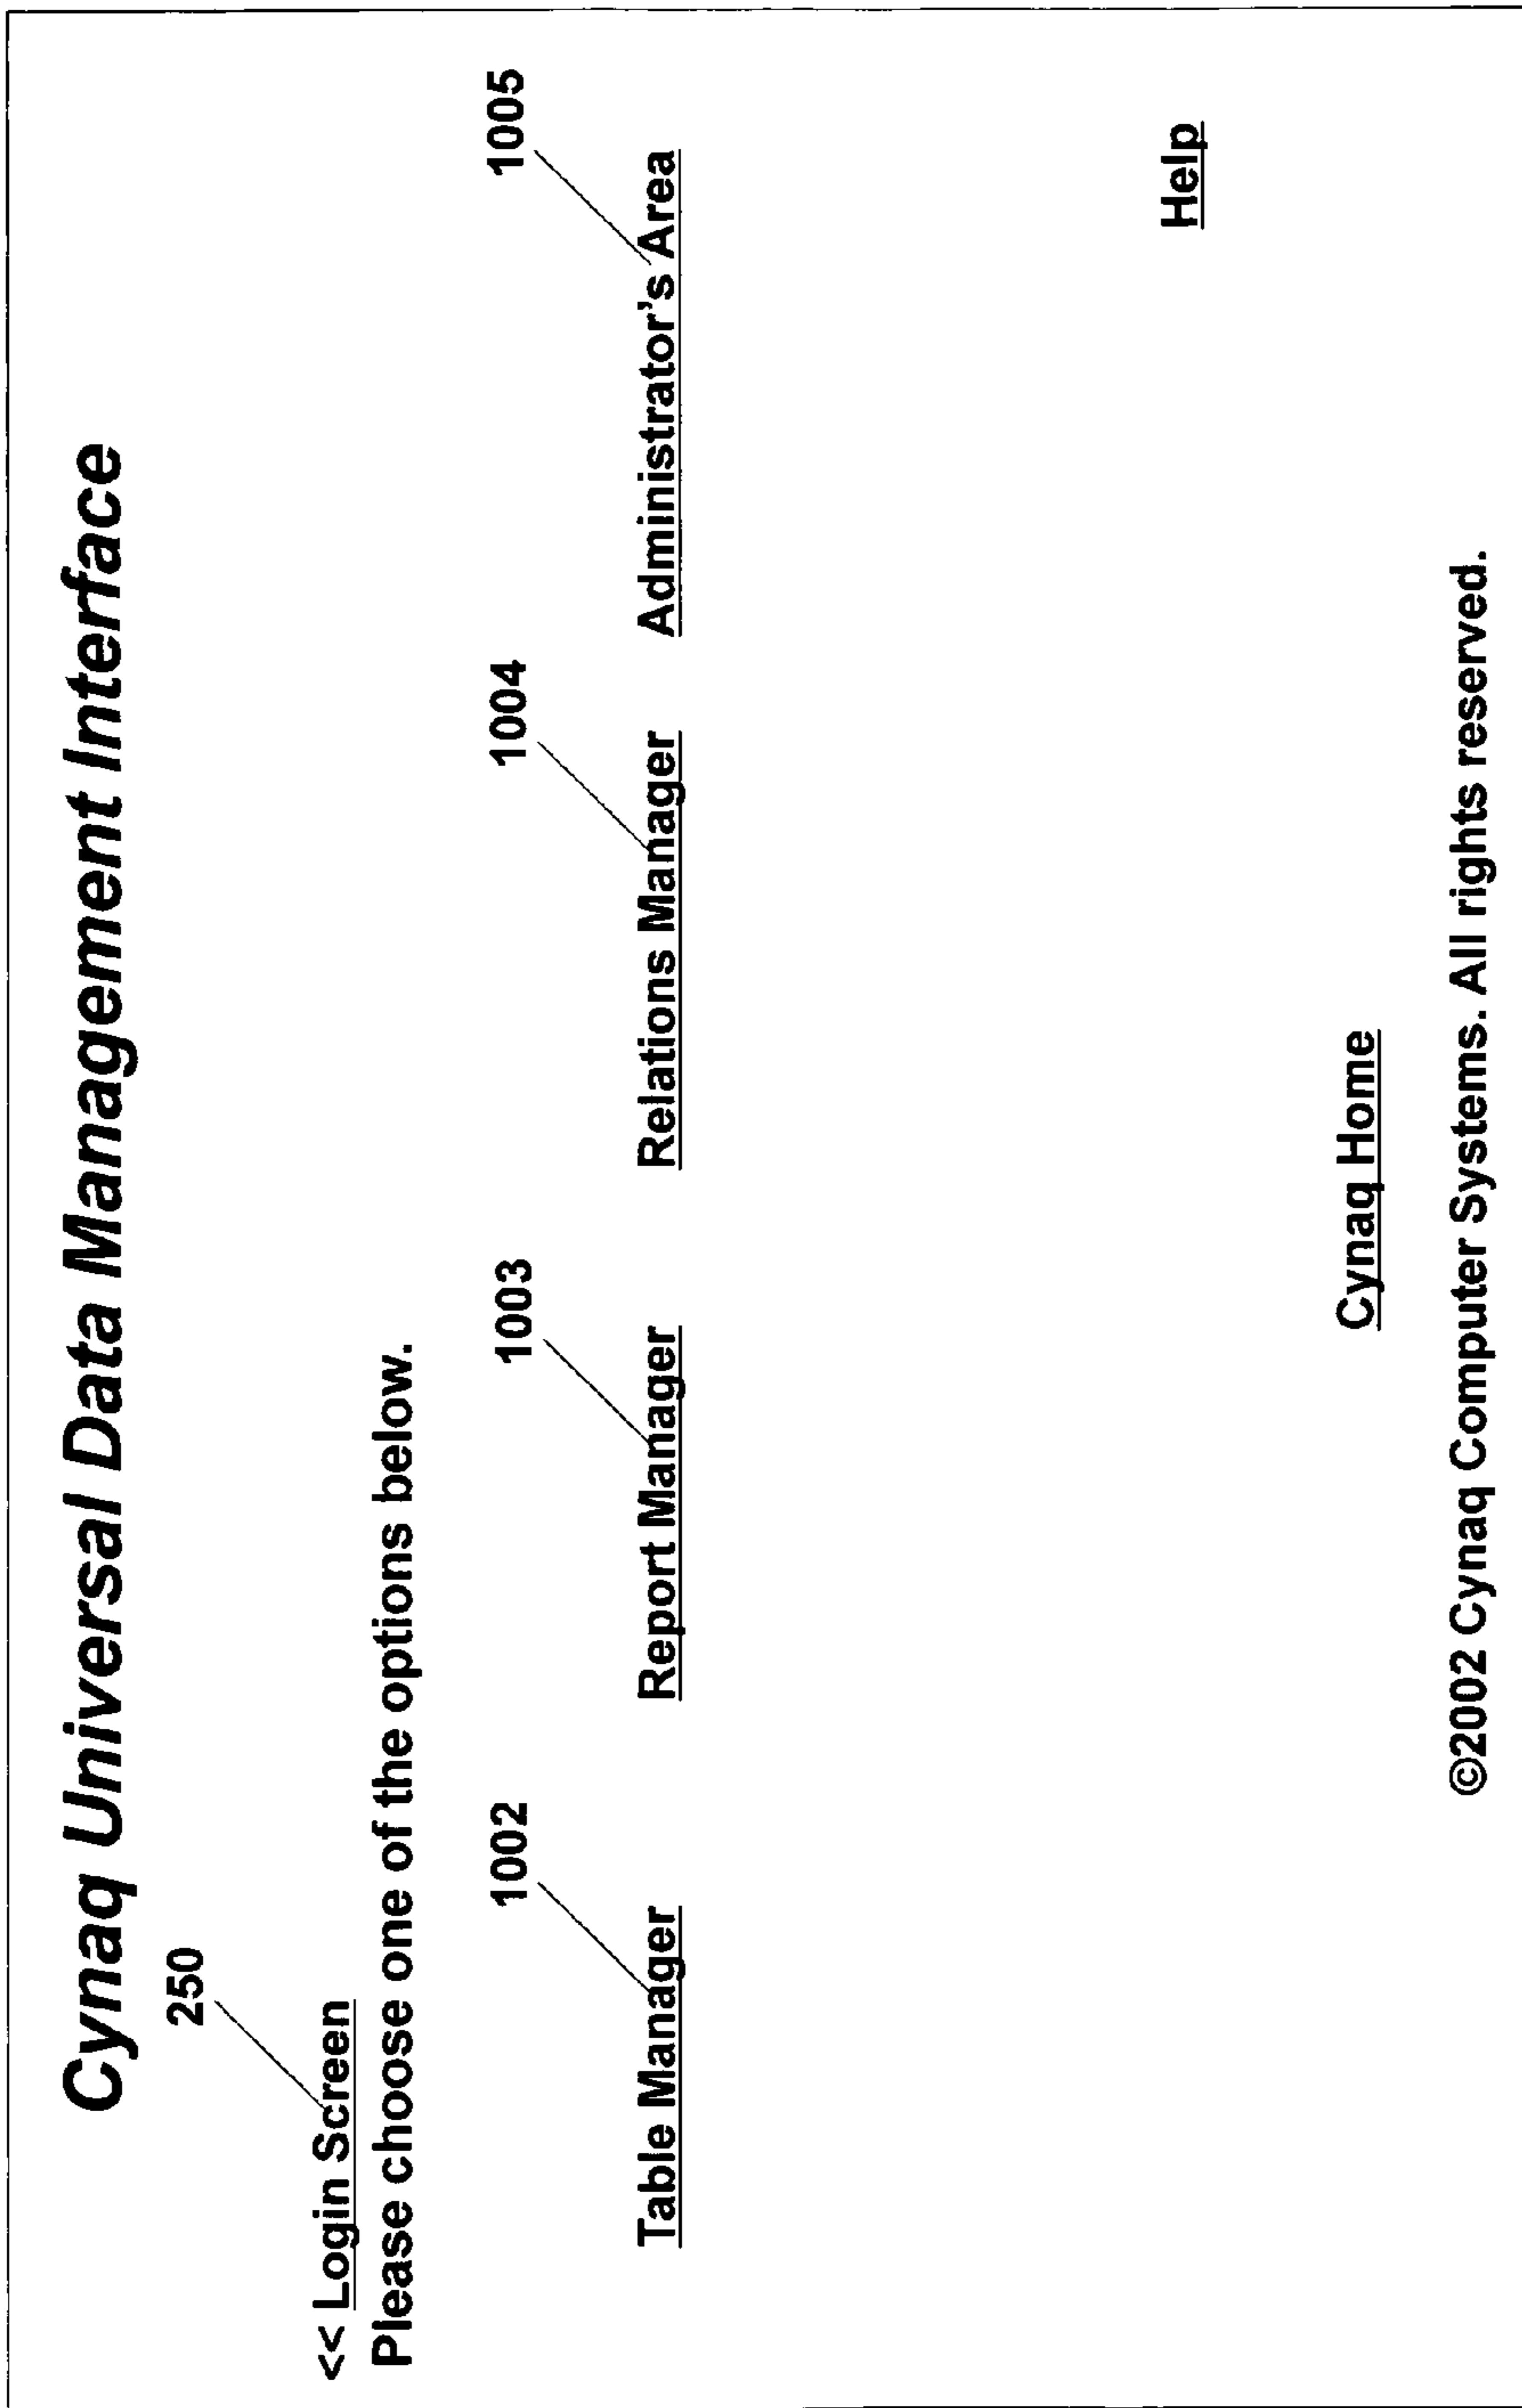 Cynaq Universal Data Management Interface
250
<< Login Screen
Please choose one of the options below.
1002 1003 1004 1005
Table Manager Report Manager Relations Manager Administrator's Area
Help
Cynaq Home
©2002 Cynaq Computer Systems. All rights reserved.